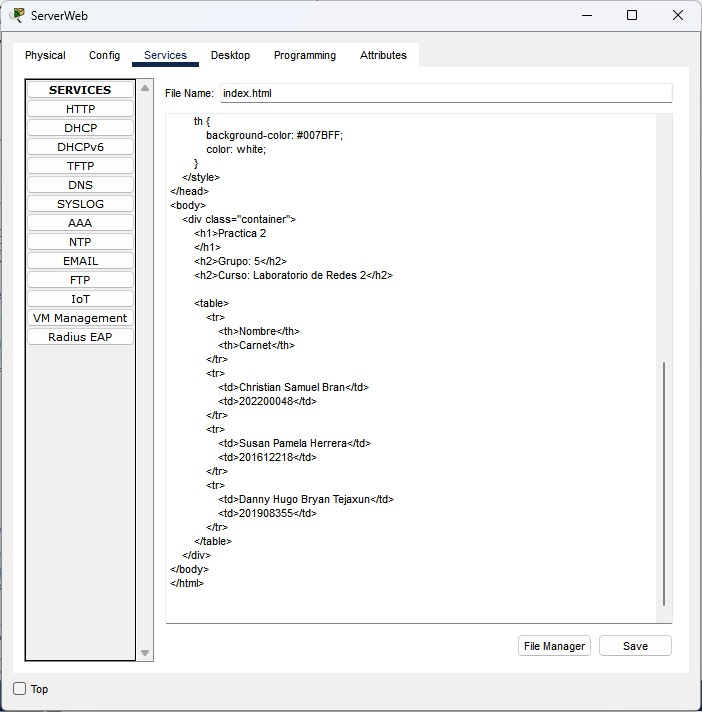 ServerWeb
Physical Config Services Desktop Programming Attributes
SERVICES
HTTP
DHCP
DHCPv6
TFTP
DNS
SYSLOG
AAA
NTP
EMAIL
FTP
IoT
VM Management
Radius EAP
File Name: index.html
th {
background-color: #007BFF;
color: white;
}
</style>
</head>
<body>
<div class="container">
<h1>Practica 2
</h1>
<h2>Grupo: 5</h2>
<h2>Curso: Laboratorio de Redes 2</h2>
<table>
<tr>
<th>Nombre</th>
<th>Carnet</th>
</tr>
<tr>
<td>Christian Samuel Bran</td>
<td>202200048</td>
</tr>
<tr>
<td>Susan Pamela Herrera</td>
<td>201612218</td>
</tr>
<tr>
<td>Danny Hugo Bryan Tejaxun</td>
<td>201908355</td>
</tr>
</table>
</div>
</body>
</html>
File Manager Save
Top